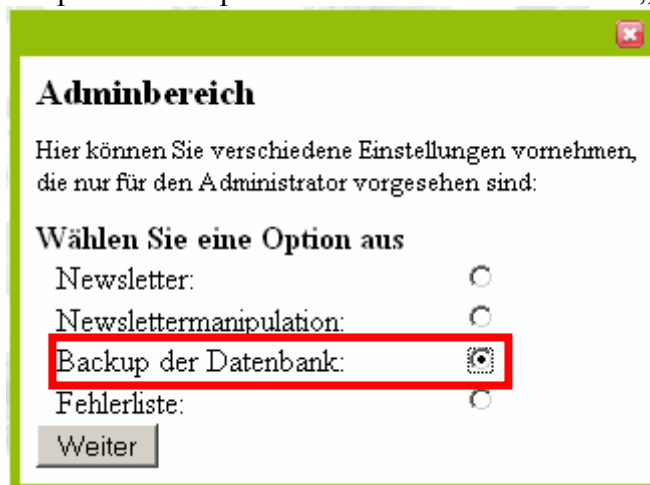 Adminbereich
Hier können Sie verschiedene Einstellungen vornehmen,
die nur für den Administrator vorgesehen sind:
Wählen Sie eine Option aus
Newsletter:
Newslettermanipulation:
Backup der Datenbank:
Fehlerliste:
Weiter